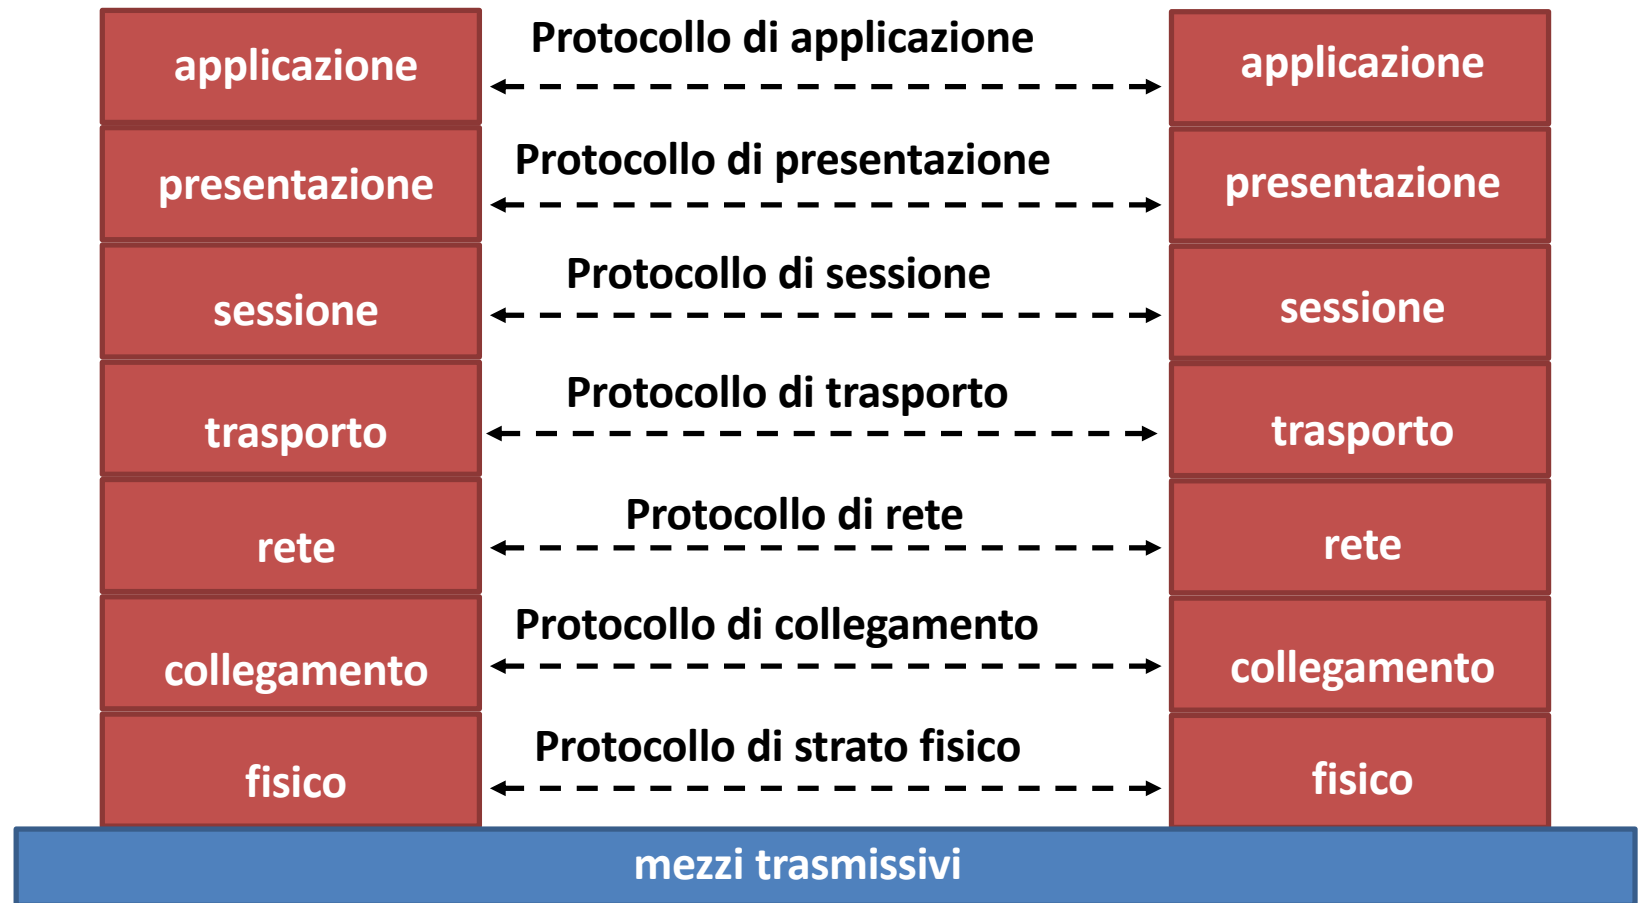 Protocollo di applicazione
applicazione
applicazione
Protocollo di presentazione
presentazione
presentazione
Protocollo di sessione
sessione
sessione
Protocollo di trasporto
trasporto
trasporto
Protocollo di rete
rete
rete
Protocollo di collegamento
collegamento
collegamento
Protocollo di strato fisico
fisico
fisico
mezzi trasmissivi